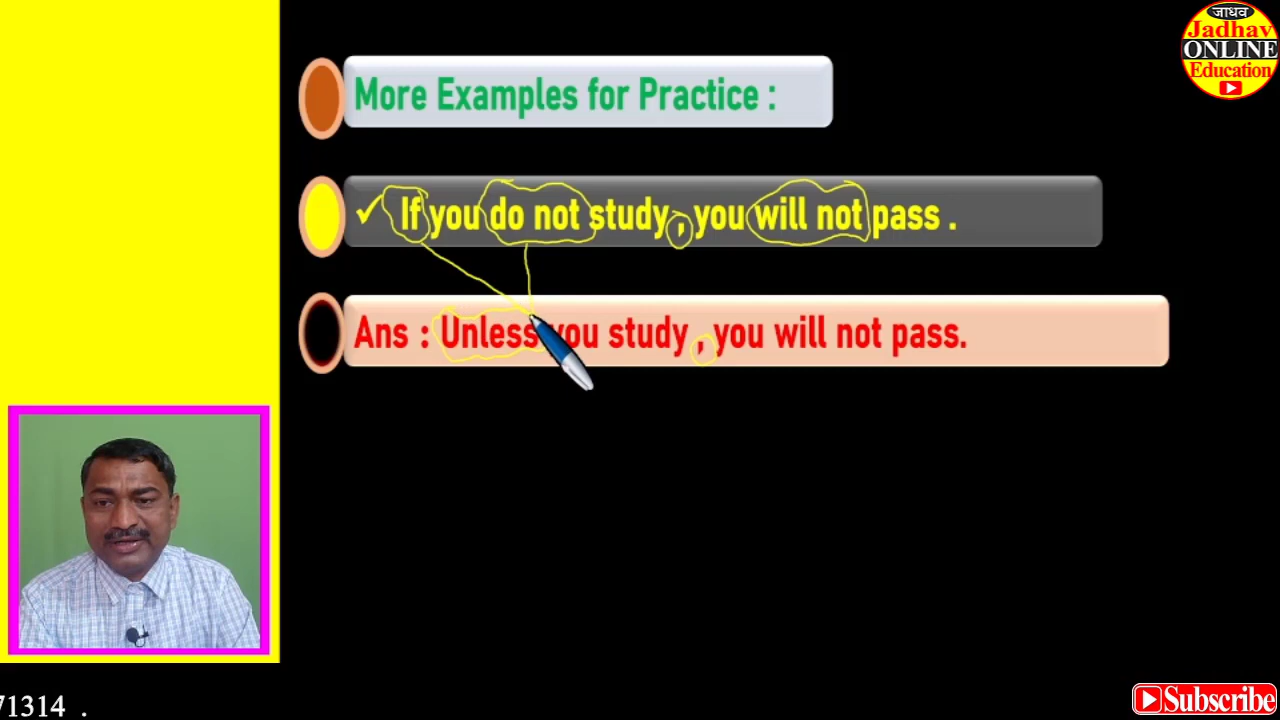 जाधव
Jadhav
ONLINE
Education
More Examples for Practice :
✓ If you do not study , you will not pass .
Ans : Unless you study , you will not pass.
71314 .
Subscribe